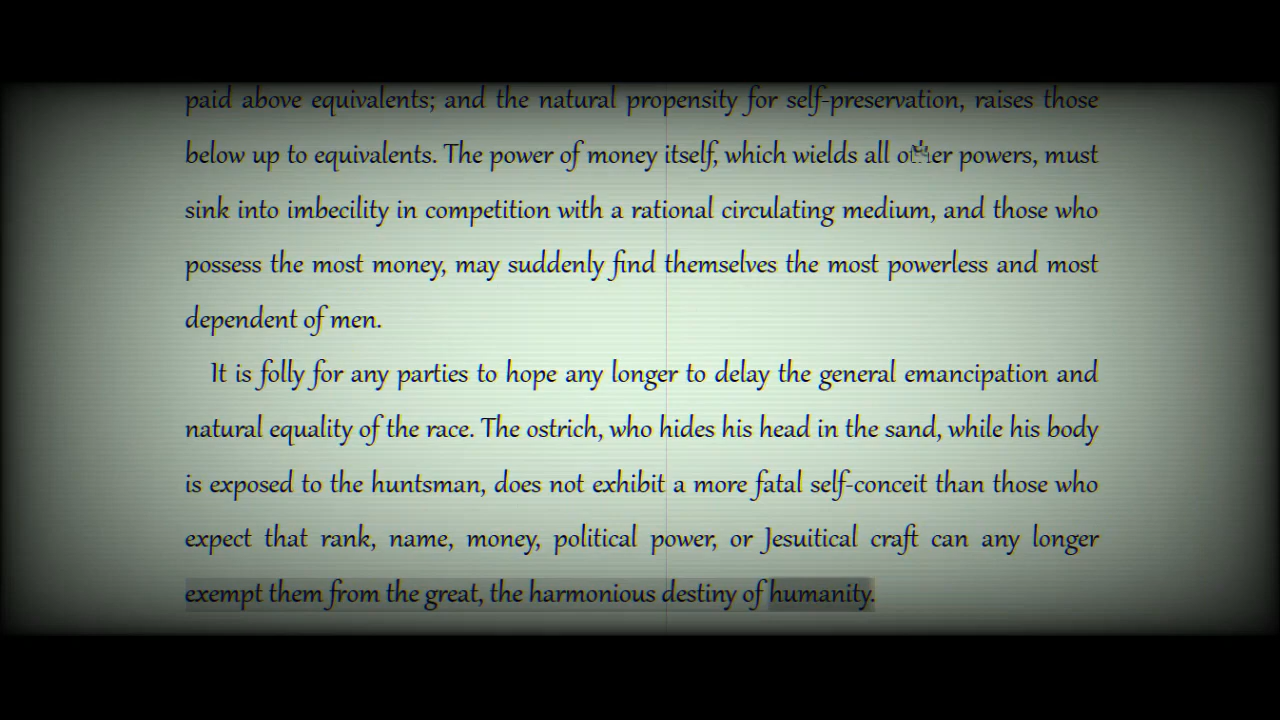 paid above equivalents; and the natural propensity for self-preservation, raises those
below up to equivalents. The power of money itself, which wields all other powers, must
sink into imbecility in competition with a rational circulating medium, and those who
possess the most money, may suddenly find themselves the most powerless and most
dependent of men.
It is folly for any parties to hope any longer to delay the general emancipation and
natural equality of the race. The ostrich, who hides his head in the sand, while his body
is exposed to the huntsman, does not exhibit a more fatal self-conceit than those who
expect that rank, name, money, political power, or Jesuitical craft can any longer
exempt them from the great, the harmonious destiny of humanity.